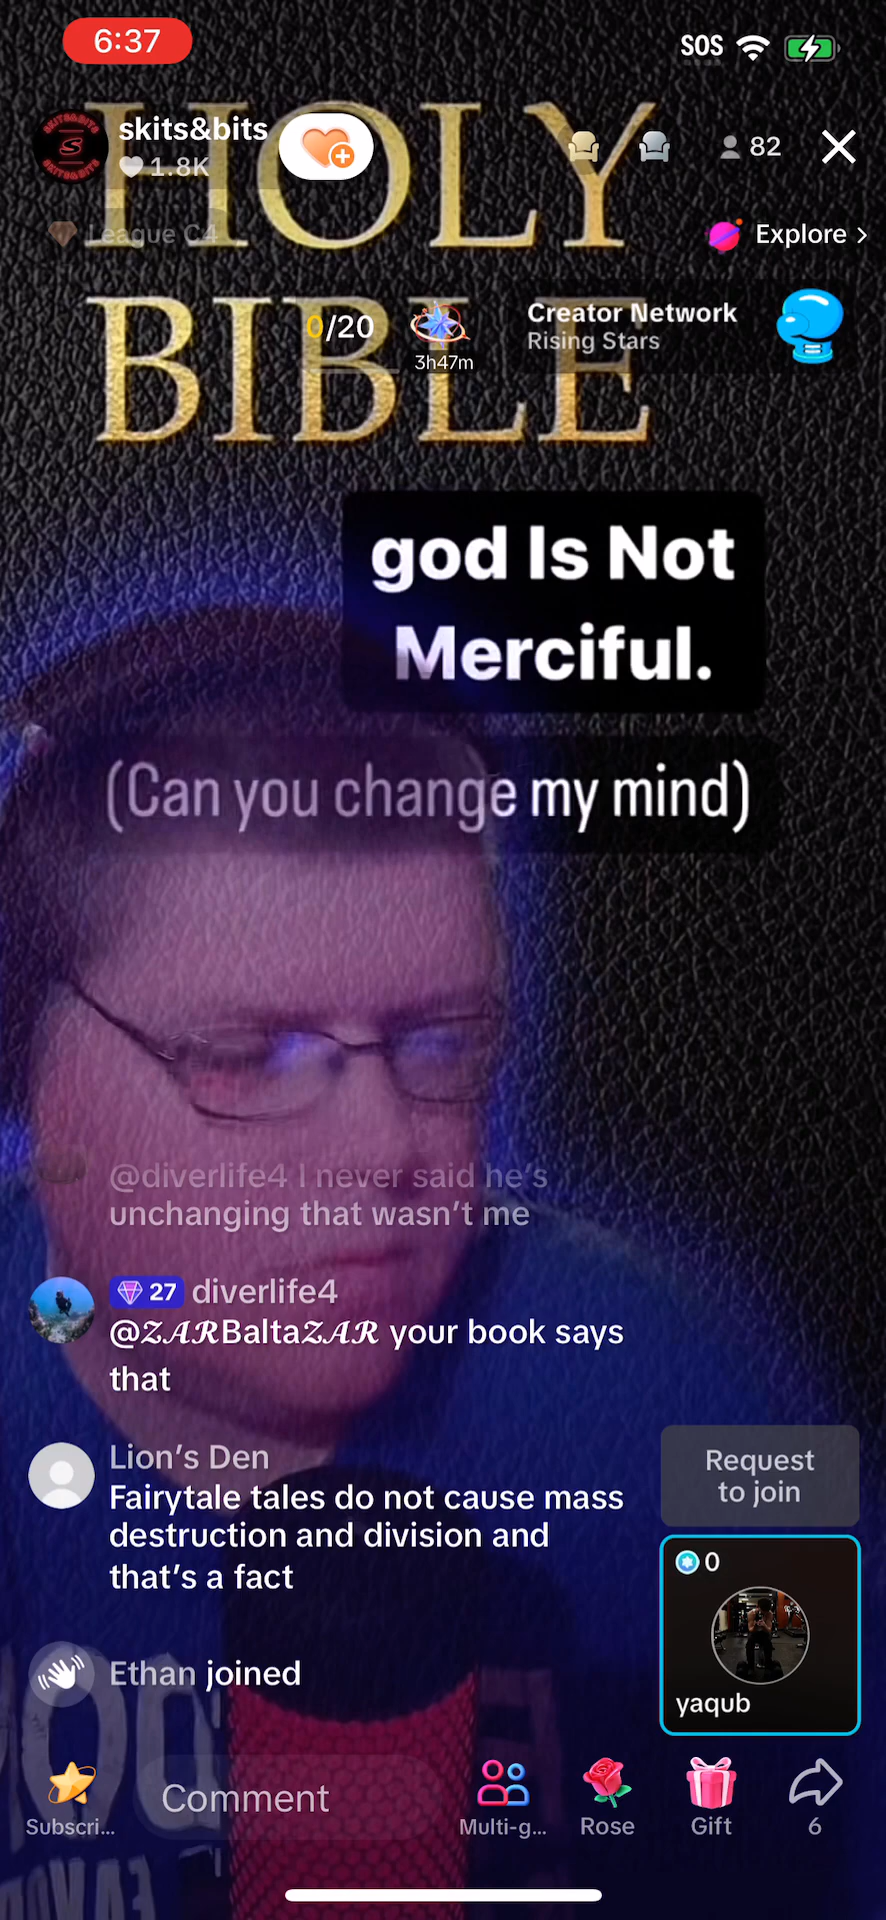 6:37
SOS
skits&bits
1.8K
82
League C4
Explore >
HOLY
BIBLE
0/20
3h47m
Creator Network
Rising Stars
god Is Not
Merciful.
(Can you change my mind)
@diverlife4 I never said he's
unchanging that wasn't me
27 diverlife4
@𝓩𝓐𝓡Balta𝓩𝓐𝓡 your book says
that
Lion's Den
Fairytale tales do not cause mass
destruction and division and
that's a fact
Ethan joined
Request
to join
0
yaqub
Subscri...
Comment
Multi-g...
Rose
Gift
6